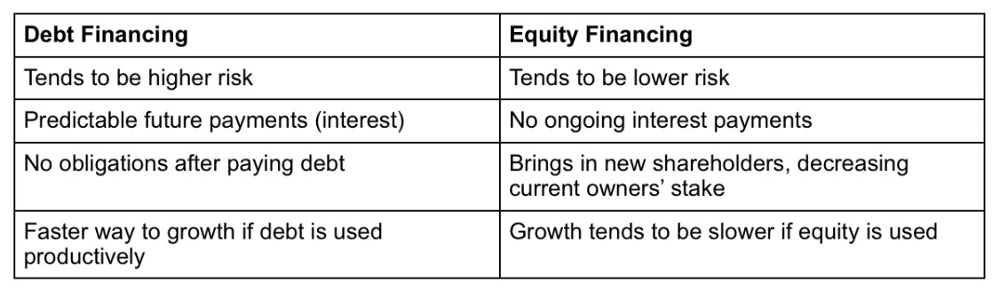 Debt Financing
Equity Financing
Tends to be higher risk
Tends to be lower risk
Predictable future payments (interest)
No ongoing interest payments
No obligations after paying debt
Brings in new shareholders, decreasing
current owners’ stake
Faster way to growth if debt is used
productively
Growth tends to be slower if equity is used